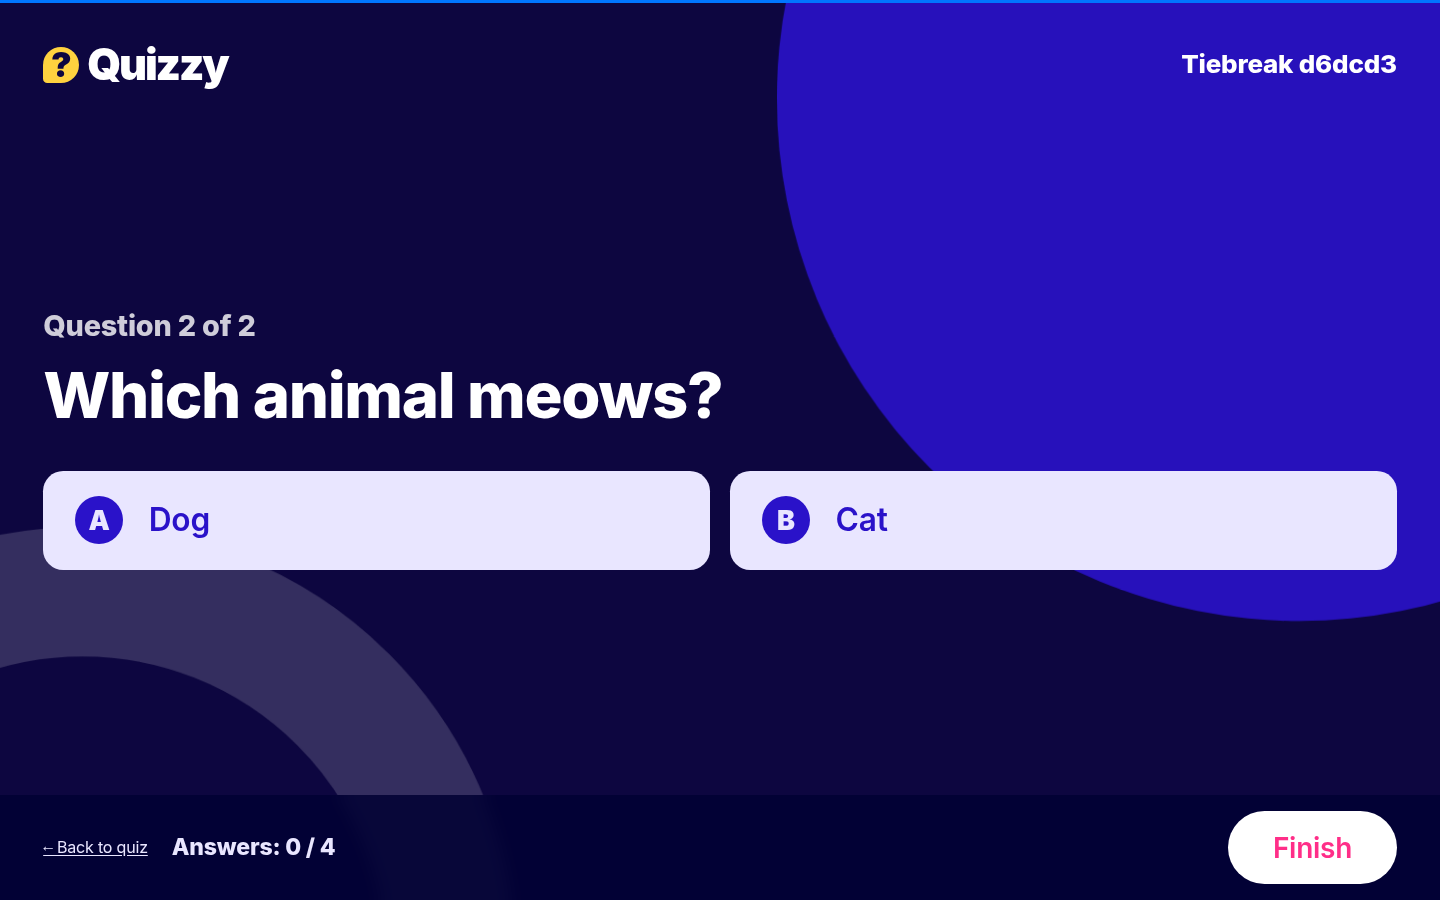 ? Quizzy
Tiebreak d6dcd3
Question 2 of 2
Which animal meows?
A Dog
B Cat
←Back to quiz
Answers: 0 / 4
Finish